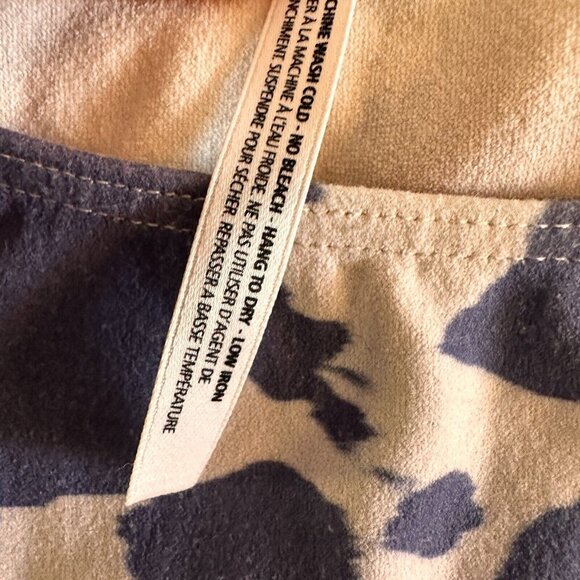 CHINE WASH COLD - NO BLEACH - HANG TO DRY - LOW IRON
ER À LA MACHINE À L'EAU FROIDE. NE PAS UTILISER D'AGENT DE
NCHIMENT. SUSPENDRE POUR SÉCHER. REPASSER A BASSE TEMPÉRATURE